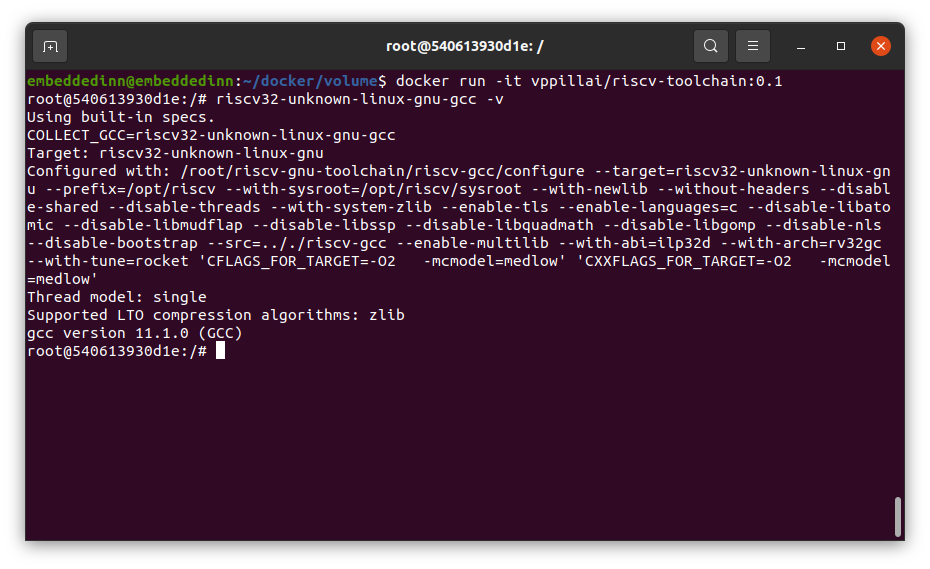 root@540613930d1e: /
embeddedinn@embeddedinn:~/docker/volume$ docker run -it vppillai/riscv-toolchain:0.1
root@540613930d1e:/# riscv32-unknown-linux-gnu-gcc -v
Using built-in specs.
COLLECT_GCC=riscv32-unknown-linux-gnu-gcc
Target: riscv32-unknown-linux-gnu
Configured with: /root/riscv-gnu-toolchain/riscv-gcc/configure --target=riscv32-unknown-linux-gn
u --prefix=/opt/riscv --with-sysroot=/opt/riscv/sysroot --with-newlib --without-headers --disabl
e-shared --disable-threads --with-system-zlib --enable-tls --enable-languages=c --disable-libato
mic --disable-libmudflap --disable-libssp --disable-libquadmath --disable-libgomp --disable-nls
--disable-bootstrap --src=.././riscv-gcc --enable-multilib --with-abi=ilp32d --with-arch=rv32gc
--with-tune=rocket 'CFLAGS_FOR_TARGET=-O2   -mcmodel=medlow' 'CXXFLAGS_FOR_TARGET=-O2   -mcmodel
=medlow'
Thread model: single
Supported LTO compression algorithms: zlib
gcc version 11.1.0 (GCC)
root@540613930d1e:/#